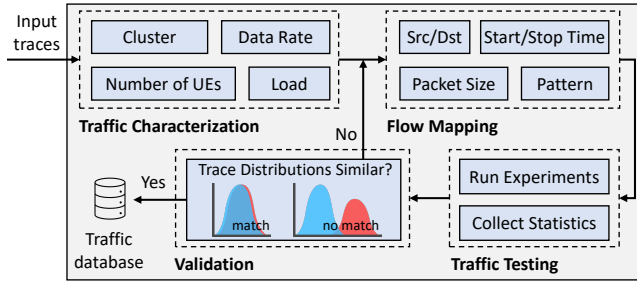 Input
traces
Cluster
Data Rate
Number of UEs
Load
Traffic Characterization
Src/Dst
Start/Stop Time
Packet Size
Pattern
Flow Mapping
No
Trace Distributions Similar?
match
no match
Validation
Yes
Traffic
database
Run Experiments
Collect Statistics
Traffic Testing